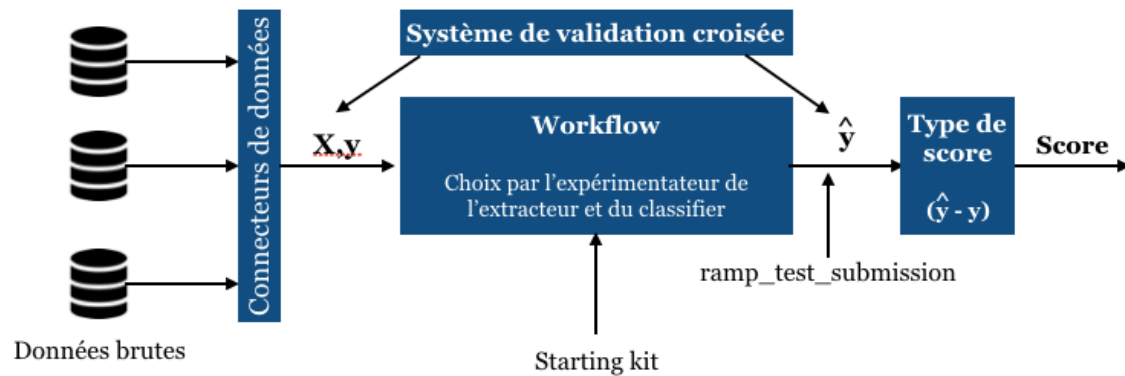 Système de validation croisée
Connecteurs de données
X,y
Workflow
Choix par l'expérimentateur de
l'extracteur et du classifier
ŷ
Type de
score
(ŷ - y)
Score
ramp_test_submission
Données brutes
Starting kit